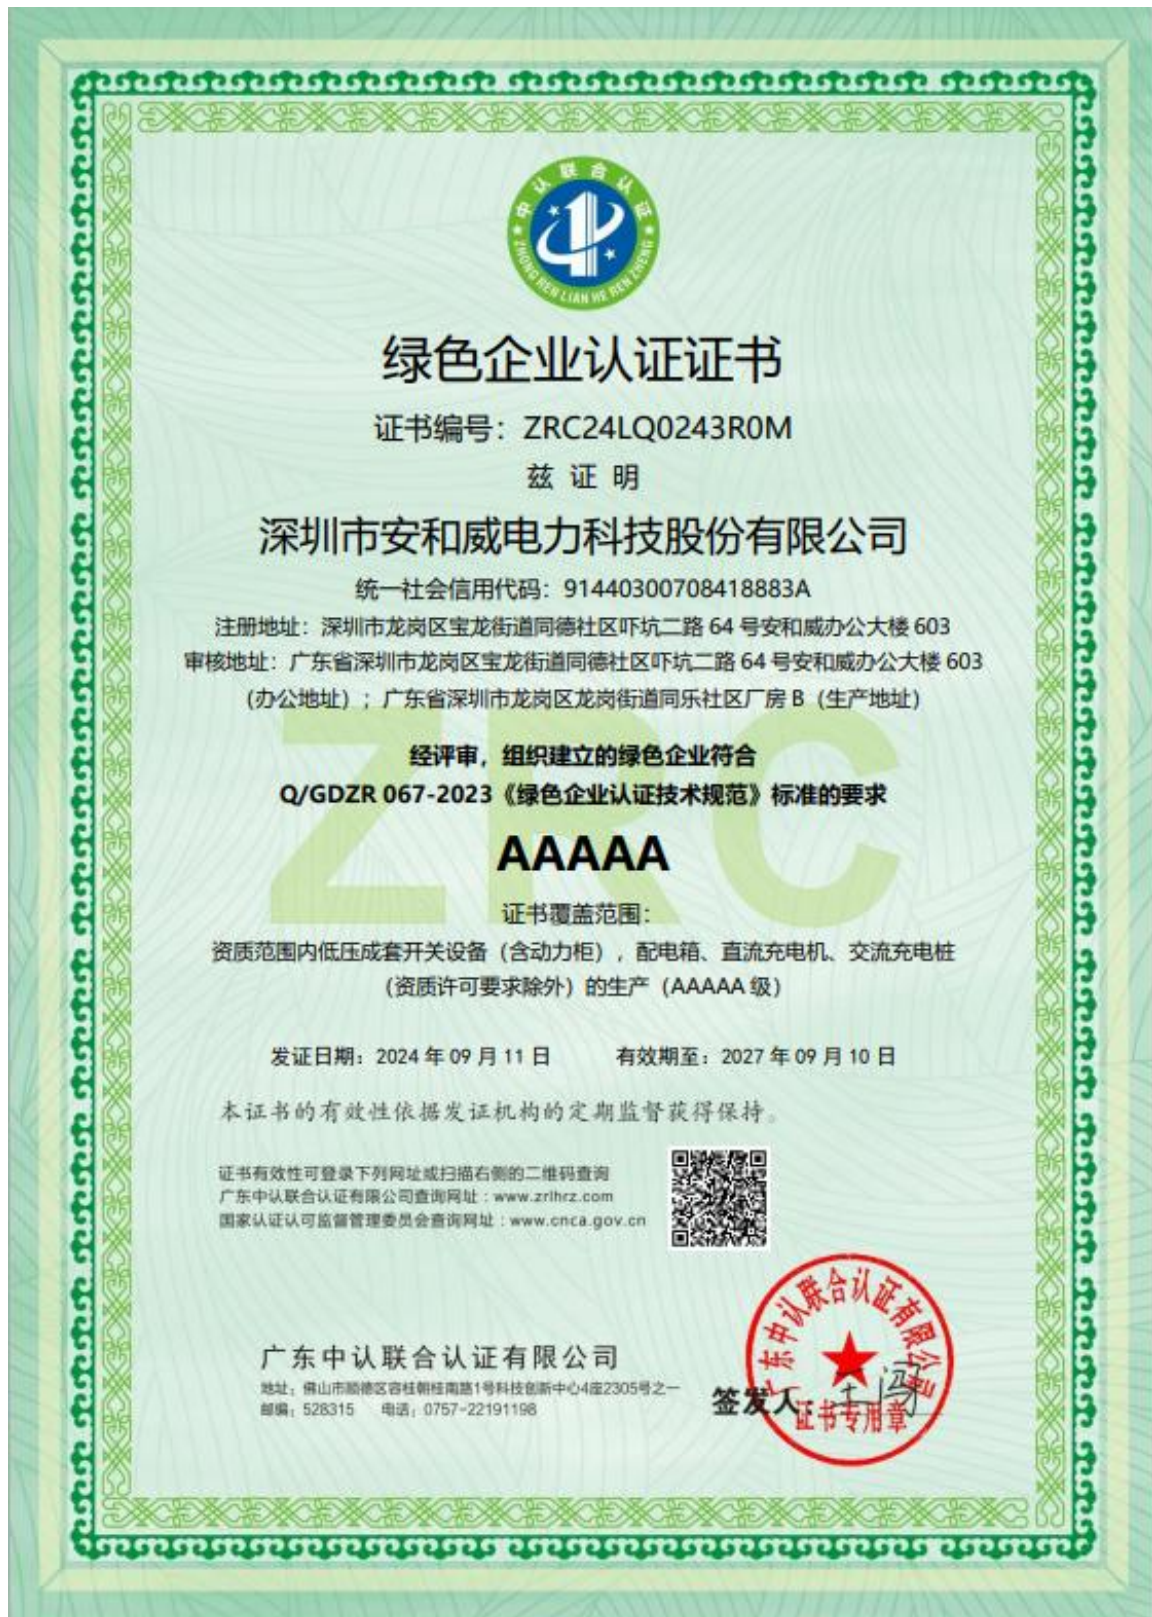 中认联合认证
ZHONG REN LIAN HE REN ZHENG
绿色企业认证证书
证书编号：ZRC24LQ0243R0M
兹 证 明
深圳市安和威电力科技股份有限公司
统一社会信用代码：91440300708418883A
注册地址：深圳市龙岗区宝龙街道同德社区吓坑二路 64 号安和威办公大楼 603
审核地址：广东省深圳市龙岗区宝龙街道同德社区吓坑二路 64 号安和威办公大楼 603
（办公地址）；广东省深圳市龙岗区龙岗街道同乐社区厂房 B（生产地址）
ZRC
经评审，组织建立的绿色企业符合
Q/GDZR 067-2023《绿色企业认证技术规范》标准的要求
AAAAA
证书覆盖范围：
资质范围内低压成套开关设备（含动力柜），配电箱、直流充电机、交流充电桩
（资质许可要求除外）的生产（AAAAA 级）
发证日期：2024 年 09 月 11 日 有效期至：2027 年 09 月 10 日
本证书的有效性依据发证机构的定期监督获得保持。
证书有效性可登录下列网址或扫描右侧的二维码查询
广东中认联合认证有限公司查询网址：www.zrlhrz.com
国家认证认可监督管理委员会查询网址：www.cnca.gov.cn
广东中认联合认证有限公司
地址：佛山市顺德区容桂朝桂南路1号科技创新中心4座2305号之一
邮编：528315 电话：0757-22191198
签发人：
广东中认联合认证有限公司
证书专用章